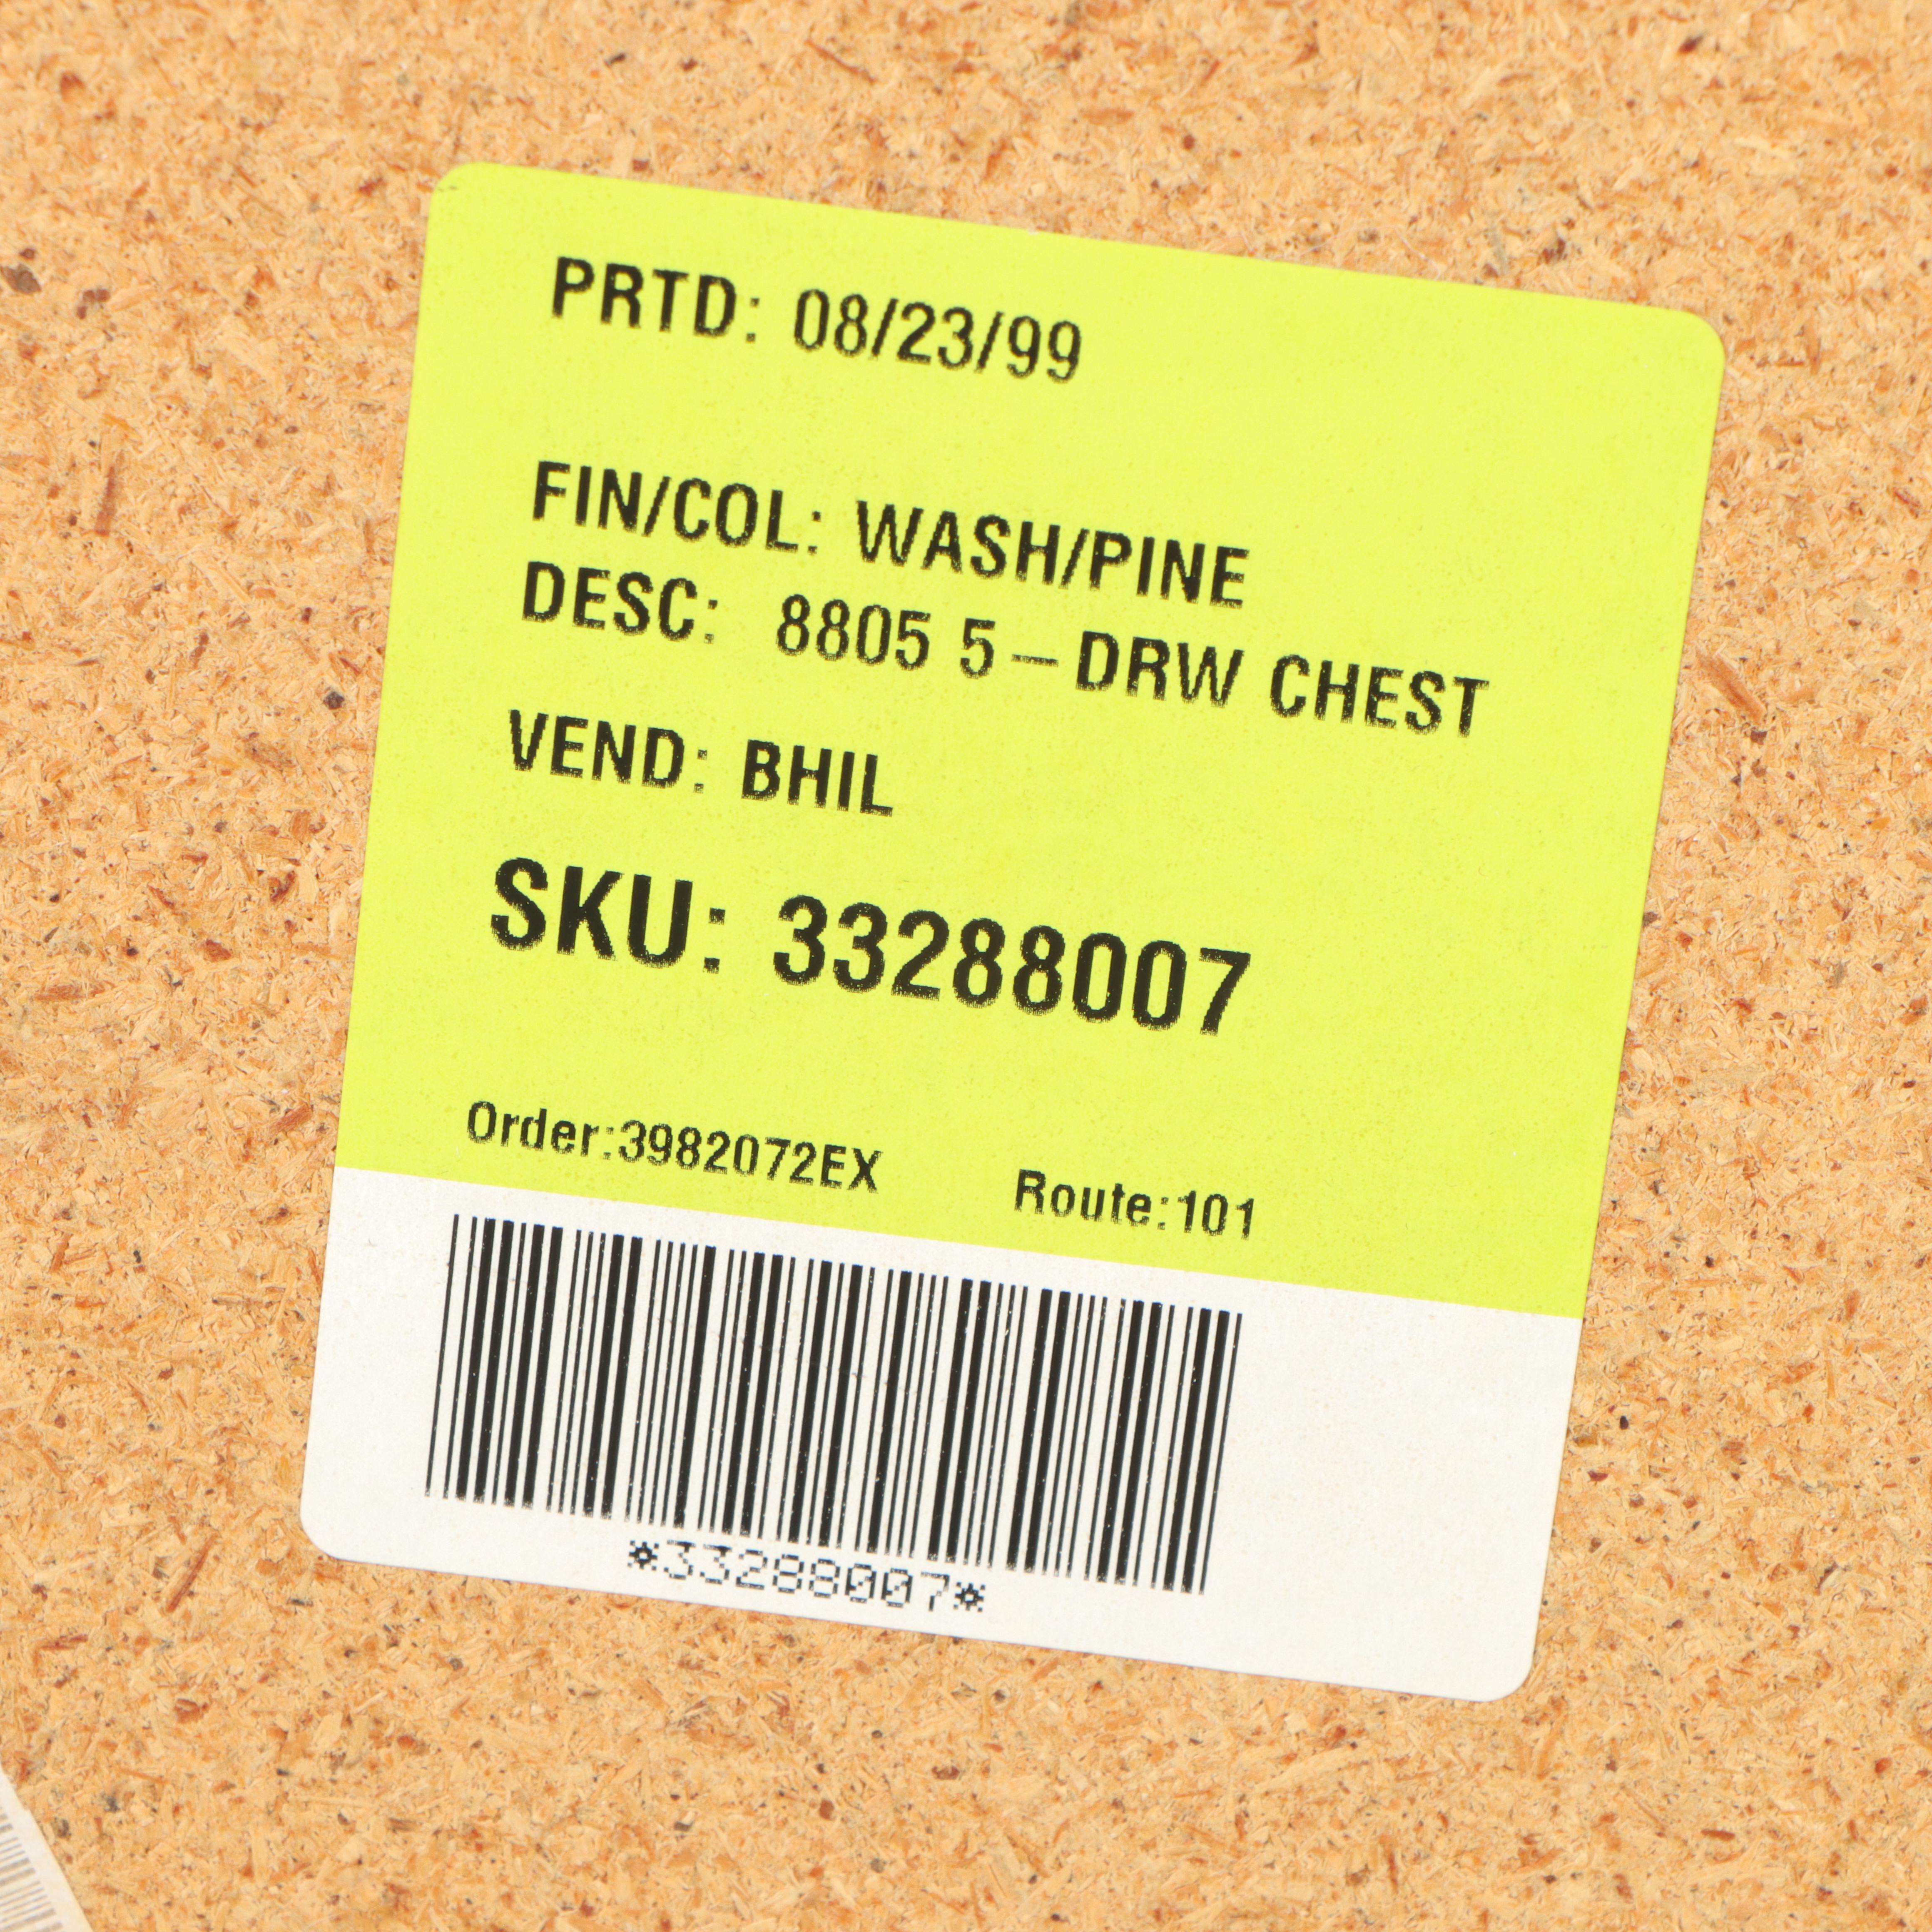 PRTD: 08/23/99
FIN/COL: WASH/PINE
DESC: 8805 5-DRW CHEST
VEND: BHIL
SKU: 33288007
Order:3982072EX Route:101
*33288007*